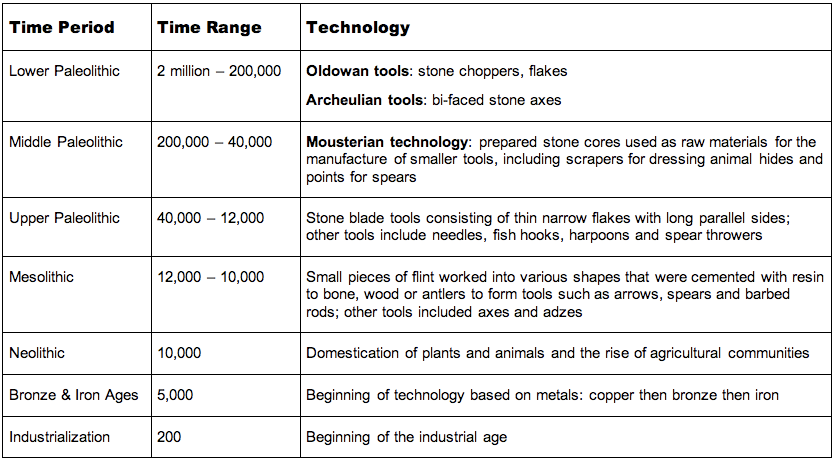 Time Period Time Range Technology
Lower Paleolithic 2 million – 200,000 Oldowan tools: stone choppers, flakes
Archeulian tools: bi-faced stone axes
Middle Paleolithic 200,000 – 40,000 Mousterian technology: prepared stone cores used as raw materials for the
manufacture of smaller tools, including scrapers for dressing animal hides and
points for spears
Upper Paleolithic 40,000 – 12,000 Stone blade tools consisting of thin narrow flakes with long parallel sides;
other tools include needles, fish hooks, harpoons and spear throwers
Mesolithic 12,000 – 10,000 Small pieces of flint worked into various shapes that were cemented with resin
to bone, wood or antlers to form tools such as arrows, spears and barbed
rods; other tools included axes and adzes
Neolithic 10,000 Domestication of plants and animals and the rise of agricultural communities
Bronze & Iron Ages 5,000 Beginning of technology based on metals: copper then bronze then iron
Industrialization 200 Beginning of the industrial age